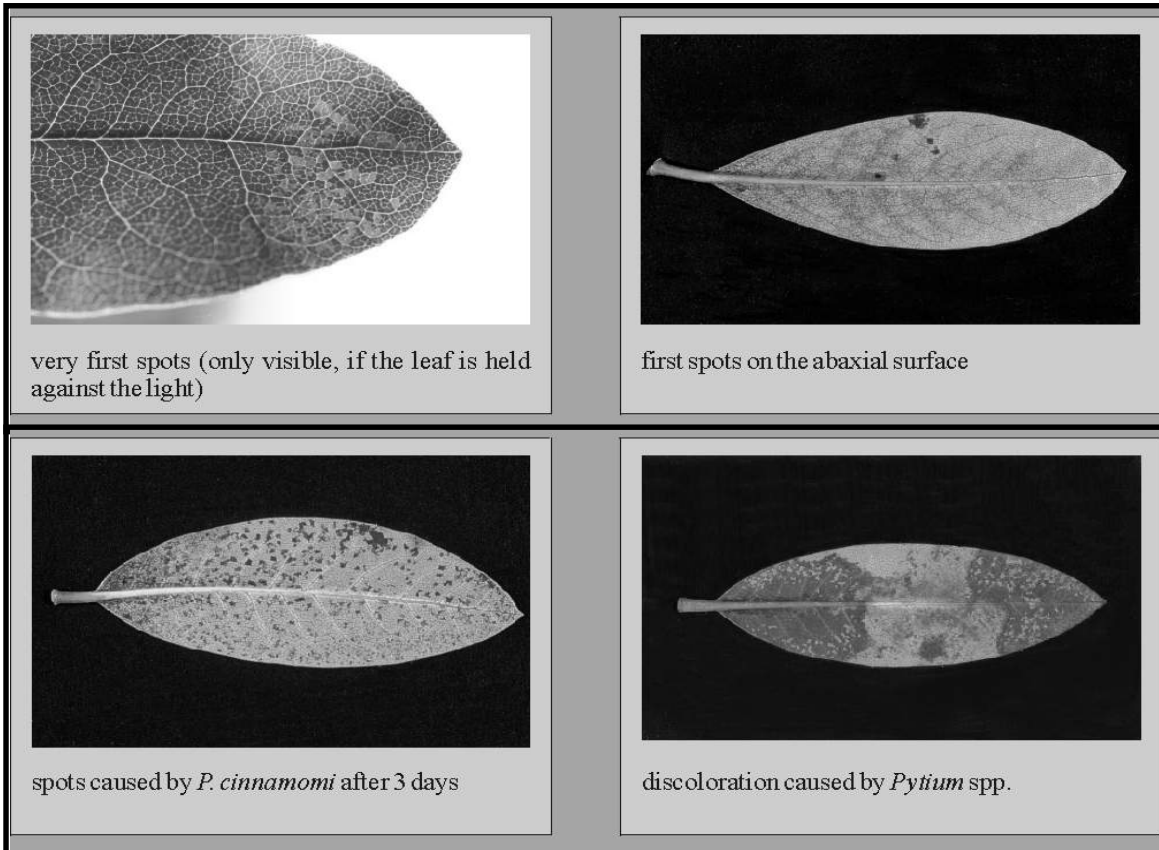 very first spots (only visible, if the leaf is held
against the light)
first spots on the abaxial surface
spots caused by P. cinnamomi after 3 days
discoloration caused by Pytium spp.